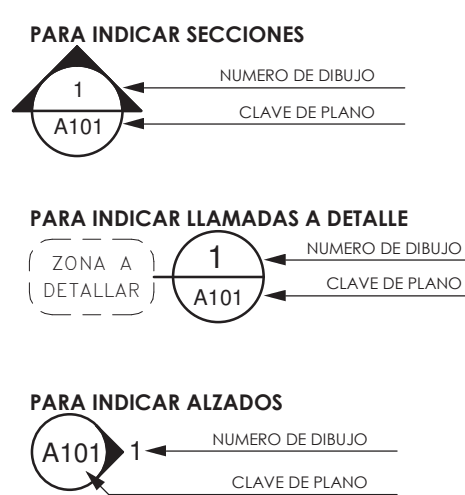 PARA INDICAR SECCIONES
1
NUMERO DE DIBUJO
A101
CLAVE DE PLANO
PARA INDICAR LLAMADAS A DETALLE
ZONA A
DETALLAR
1
NUMERO DE DIBUJO
A101
CLAVE DE PLANO
PARA INDICAR ALZADOS
A101
1
NUMERO DE DIBUJO
CLAVE DE PLANO